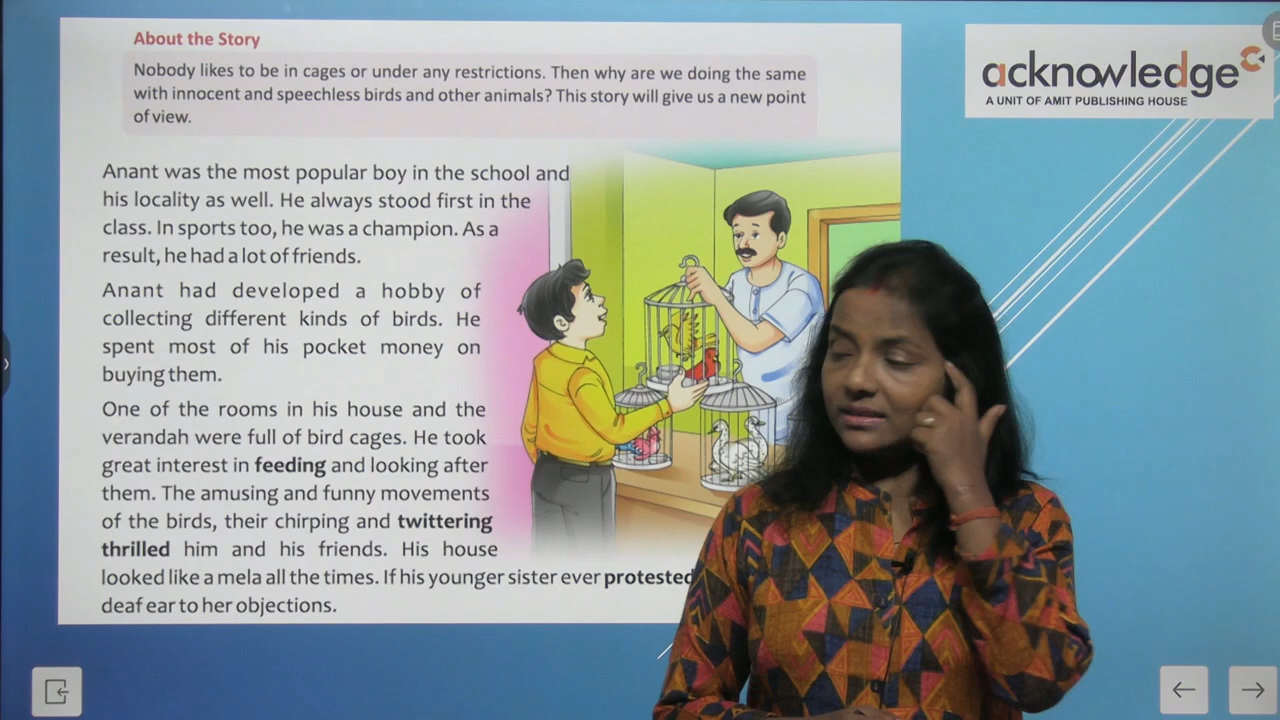 About the Story
Nobody likes to be in cages or under any restrictions. Then why are we doing the same
with innocent and speechless birds and other animals? This story will give us a new point
of view.
Anant was the most popular boy in the school and
his locality as well. He always stood first in the
class. In sports too, he was a champion. As a
result, he had a lot of friends.
Anant had developed a hobby of
collecting different kinds of birds. He
spent most of his pocket money on
buying them.
One of the rooms in his house and the
verandah were full of bird cages. He took
great interest in feeding and looking after
them. The amusing and funny movements
of the birds, their chirping and twittering
thrilled him and his friends. His house
looked like a mela all the times. If his younger sister ever protested
deaf ear to her objections.
acknowledge
A UNIT OF AMIT PUBLISHING HOUSE